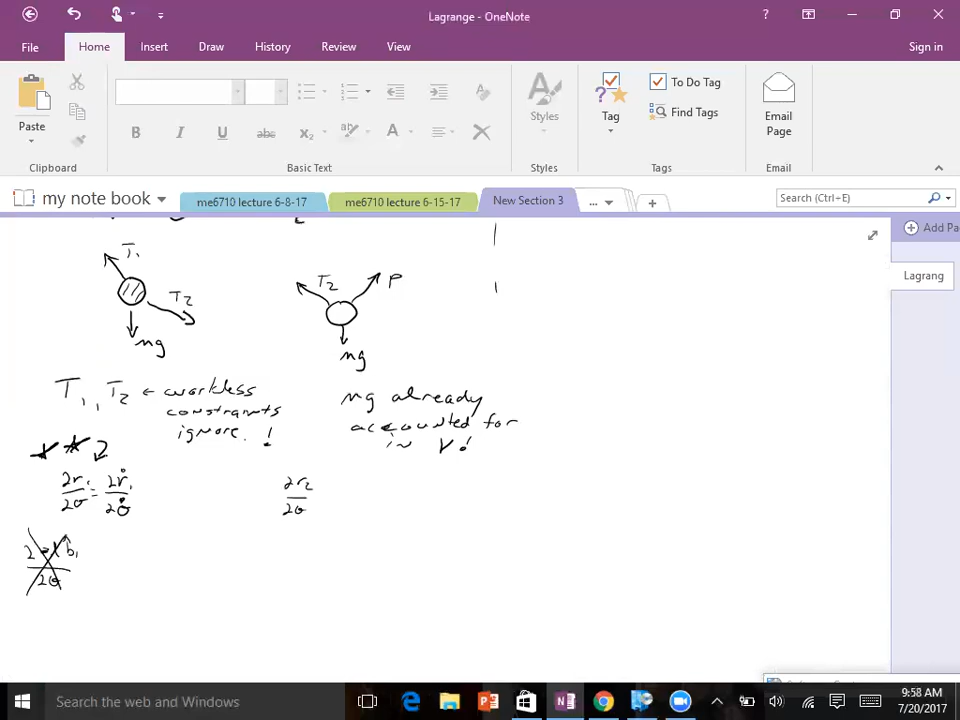 Lagrange - OneNote
?
File
Home
Insert
Draw
History
Review
View
Sign in
Paste
B I U abc x₂ A
Styles
Tag
To Do Tag
Find Tags
Email Page
Clipboard
Basic Text
Styles
Tags
Email
my note book
me6710 lecture 6-8-17
me6710 lecture 6-15-17
New Section 3
...
Search (Ctrl+E)
Add Pa
Lagrang
T₁
T₂
mg
T₂
P
mg
T₁, T₂ ← workless
constraints
ignore. !
mg already
accounted for
in V!
∂r₁/∂θ = ∂ṙ₁/∂θ̇
∂r₂/∂θ
Search the web and Windows
9:58 AM
7/20/2017